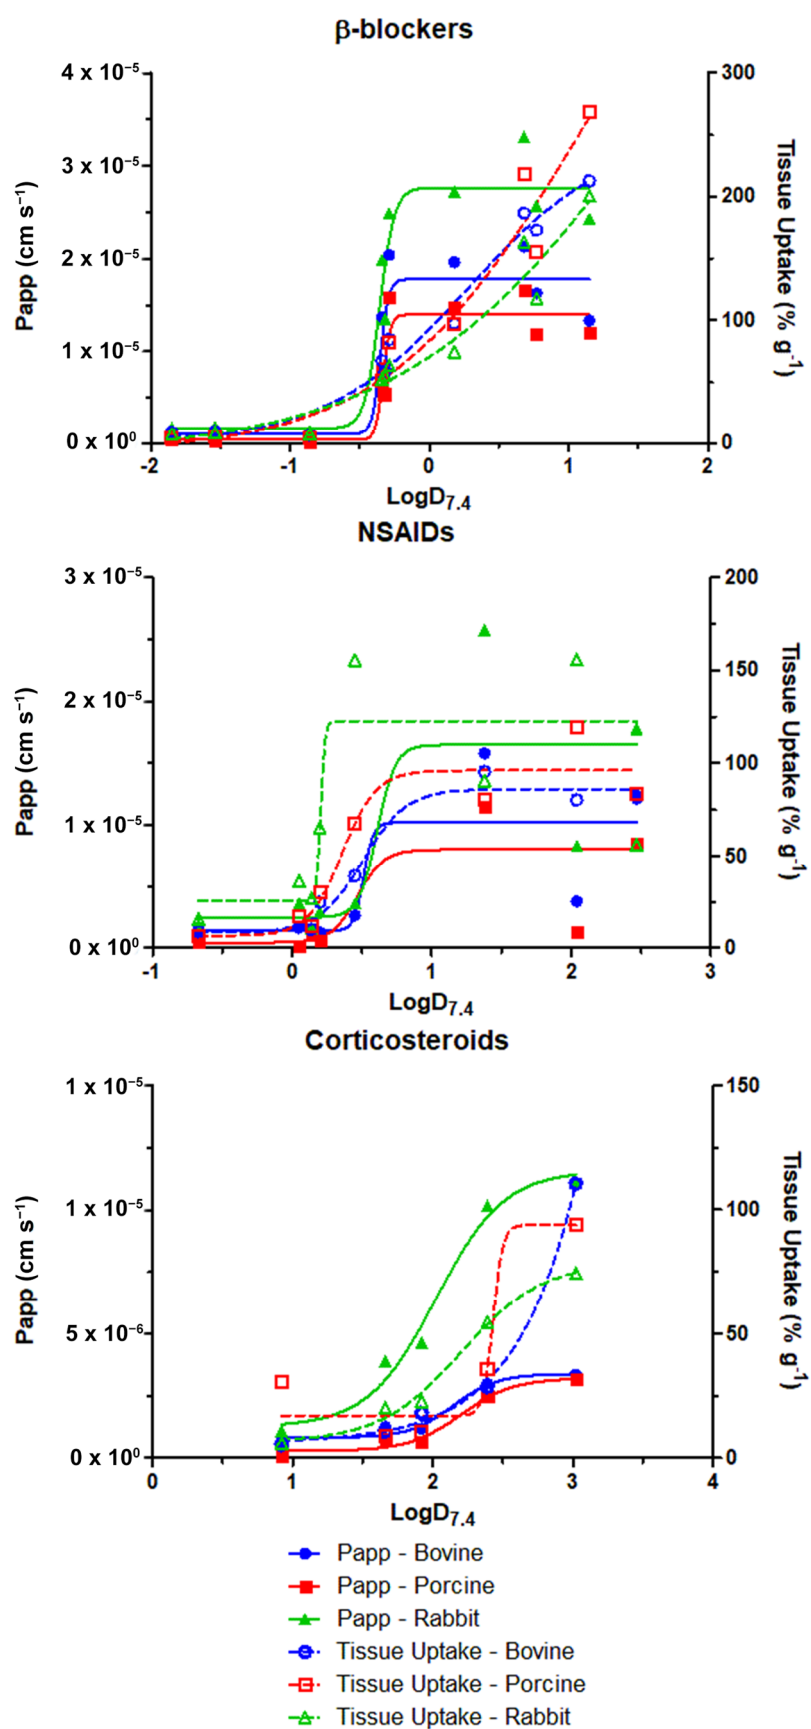 β-blockers
4 x 10⁻⁵
3 x 10⁻⁵
2 x 10⁻⁵
1 x 10⁻⁵
0 x 10⁰
Papp (cm s⁻¹)
300
200
100
0
Tissue Uptake (% g⁻¹)
-2 -1 0 1 2
LogD7.4
NSAIDs
3 x 10⁻⁵
2 x 10⁻⁵
1 x 10⁻⁵
0 x 10⁰
Papp (cm s⁻¹)
200
150
100
50
0
Tissue Uptake (% g⁻¹)
-1 0 1 2 3
LogD7.4
Corticosteroids
1 x 10⁻⁵
1 x 10⁻⁵
5 x 10⁻⁶
0 x 10⁰
Papp (cm s⁻¹)
150
100
50
0
Tissue Uptake (% g⁻¹)
0 1 2 3 4
LogD7.4
Papp - Bovine
Papp - Porcine
Papp - Rabbit
Tissue Uptake - Bovine
Tissue Uptake - Porcine
Tissue Uptake - Rabbit